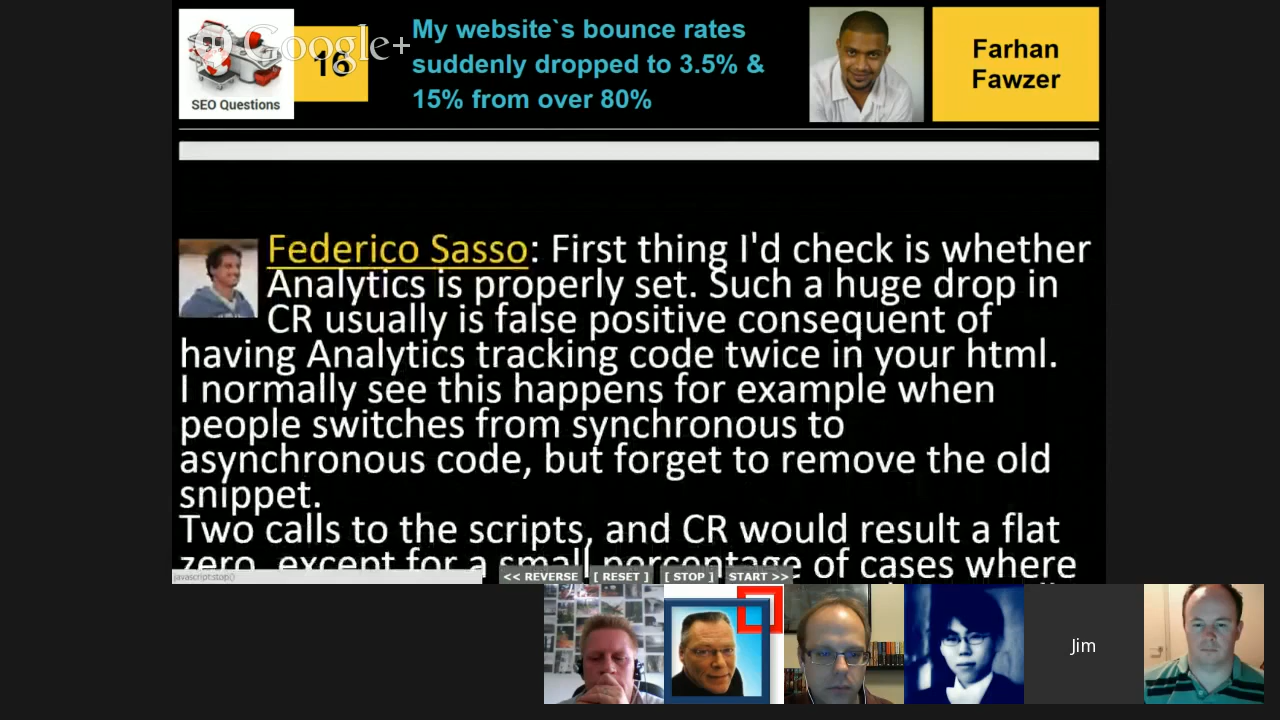 Google+
SEO Questions
16
My website`s bounce rates
suddenly dropped to 3.5% &
15% from over 80%
Farhan
Fawzer
Federico Sasso: First thing I'd check is whether
Analytics is properly set. Such a huge drop in
CR usually is false positive consequent of
having Analytics tracking code twice in your html.
I normally see this happens for example when
people switches from synchronous to
asynchronous code, but forget to remove the old
snippet.
Two calls to the scripts, and CR would result a flat
zero, except for a small percentage of cases where
javascript:stop()
<< REVERSE [ RESET ] [ STOP ] START >>
Jim